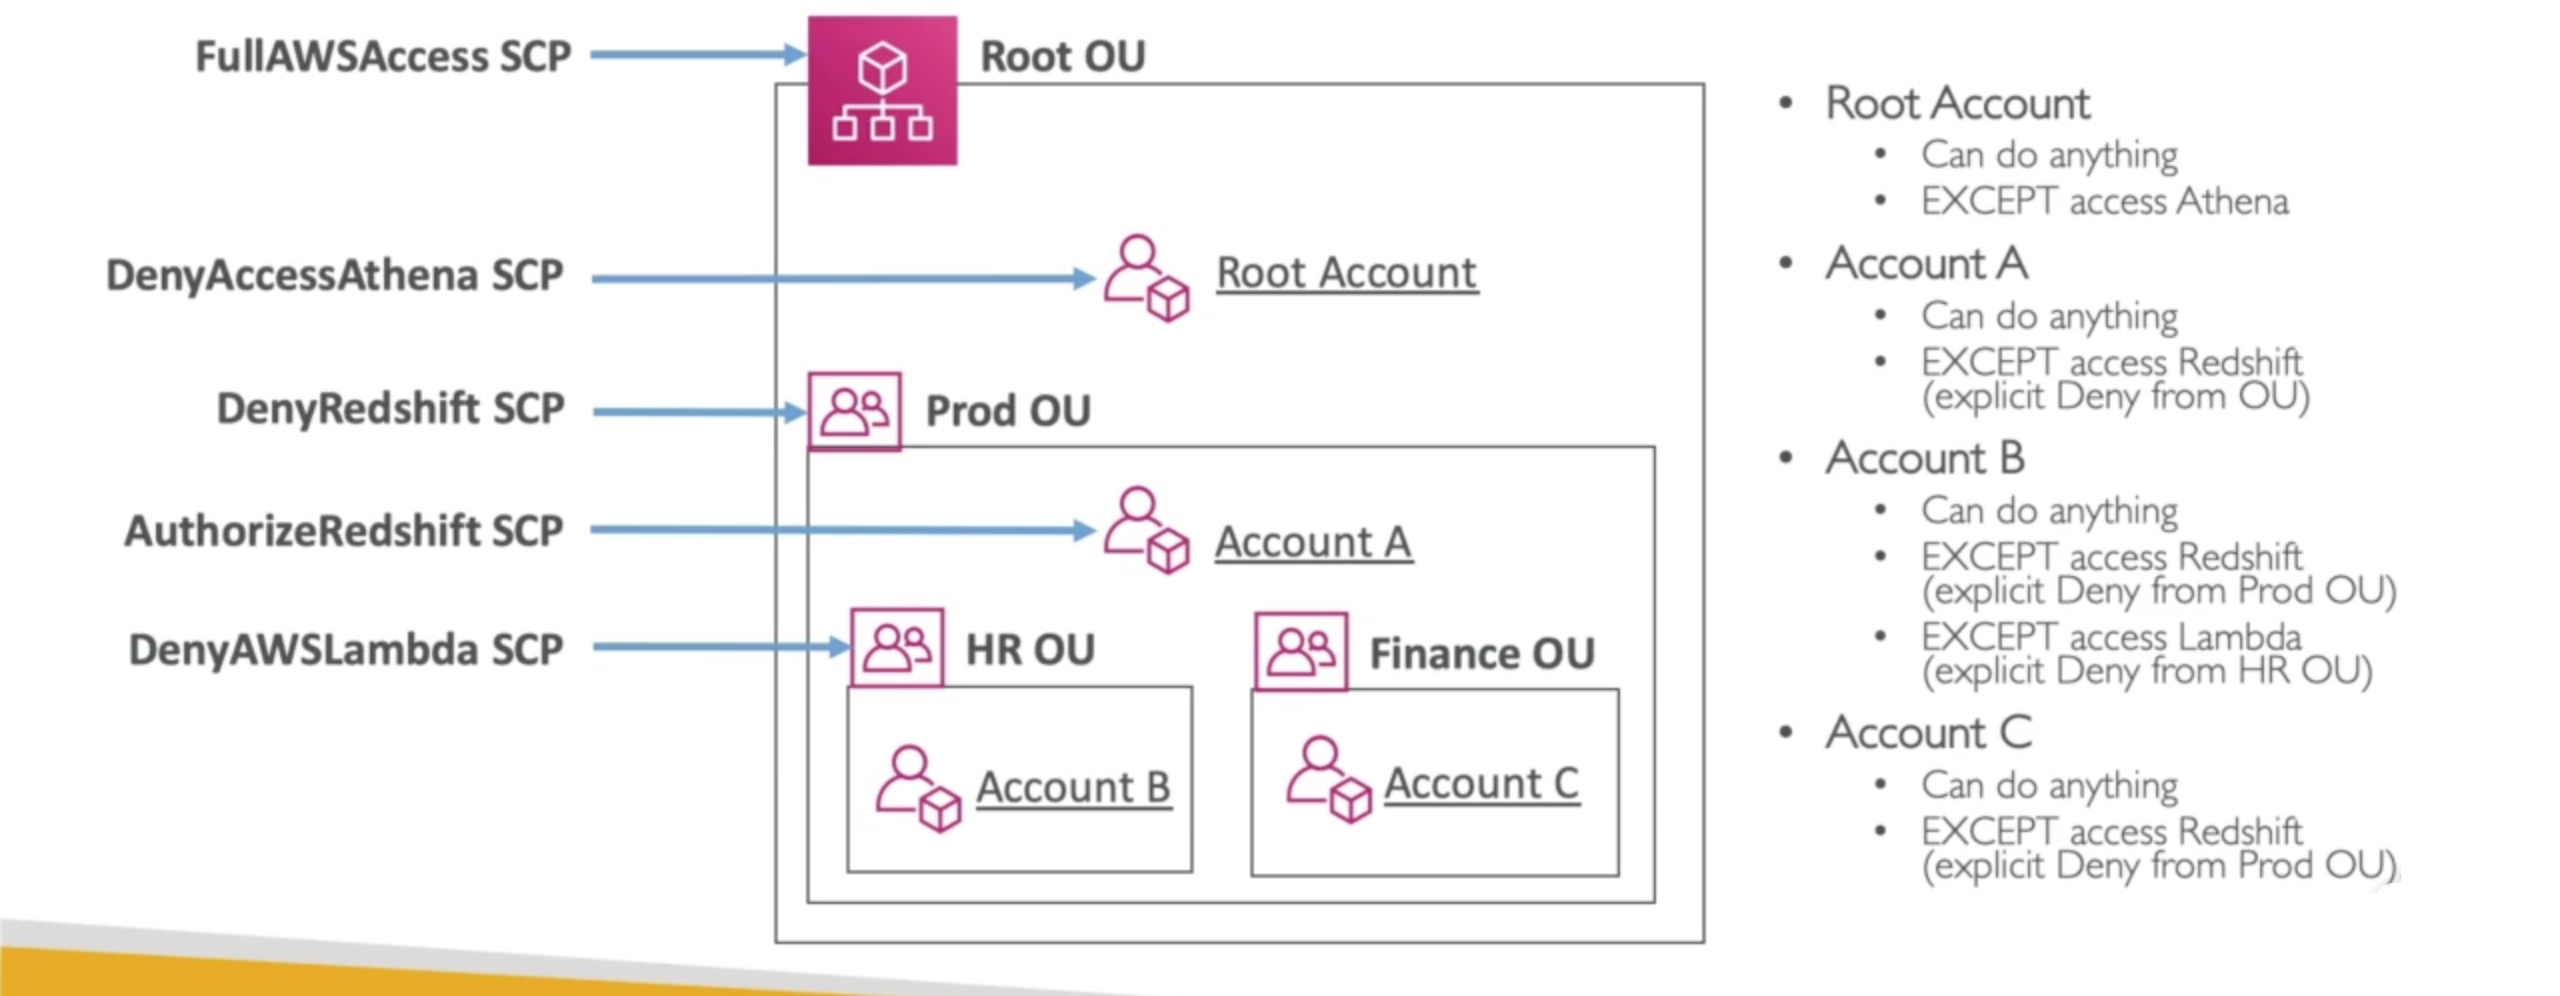 FullAWSAccess SCP
Root OU
DenyAccessAthena SCP
Root Account
DenyRedshift SCP
Prod OU
AuthorizeRedshift SCP
Account A
DenyAWSLambda SCP
HR OU
Finance OU
Account B
Account C
• Root Account
• Can do anything
• EXCEPT access Athena
• Account A
• Can do anything
• EXCEPT access Redshift
(explicit Deny from OU)
• Account B
• Can do anything
• EXCEPT access Redshift
(explicit Deny from Prod OU)
• EXCEPT access Lambda
(explicit Deny from HR OU)
• Account C
• Can do anything
• EXCEPT access Redshift
(explicit Deny from Prod OU)